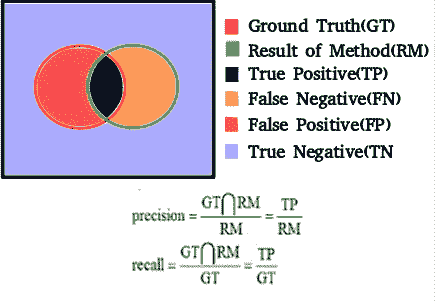 Ground Truth(GT)
Result of Method(RM)
True Positive(TP)
False Negative(FN)
False Positive(FP)
True Negative(TN
precision = GT⋂RM / RM = TP / RM
recall = GT⋂RM / GT = TP / GT